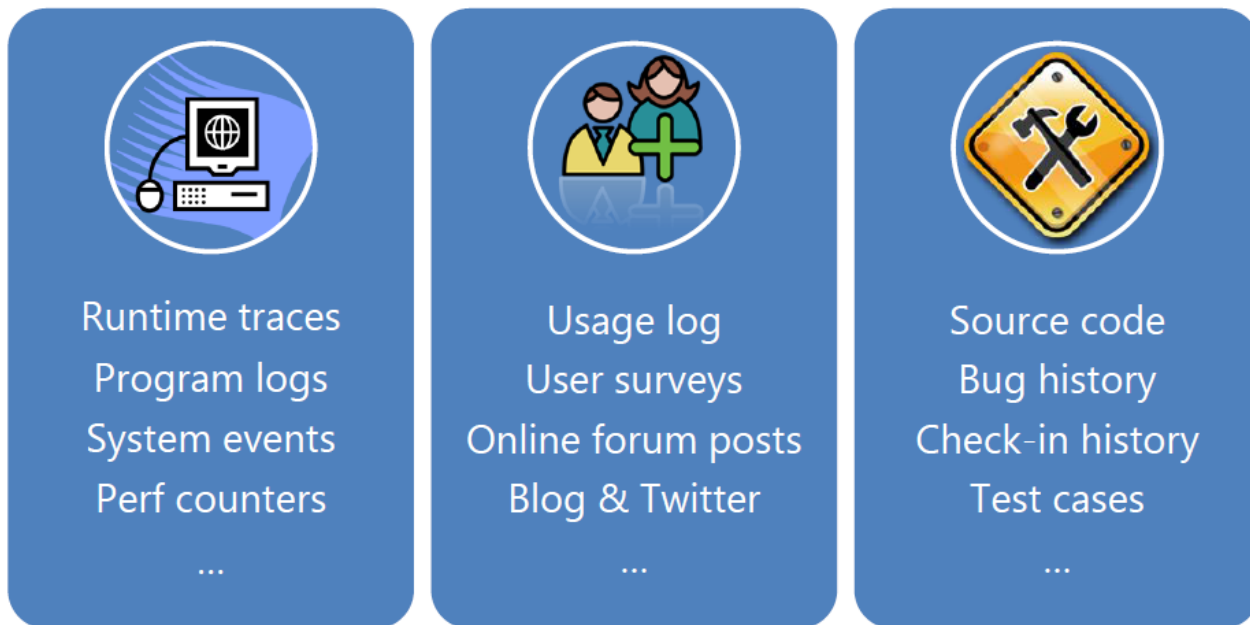 Runtime traces
Program logs
System events
Perf counters
...
Usage log
User surveys
Online forum posts
Blog & Twitter
...
Source code
Bug history
Check-in history
Test cases
...